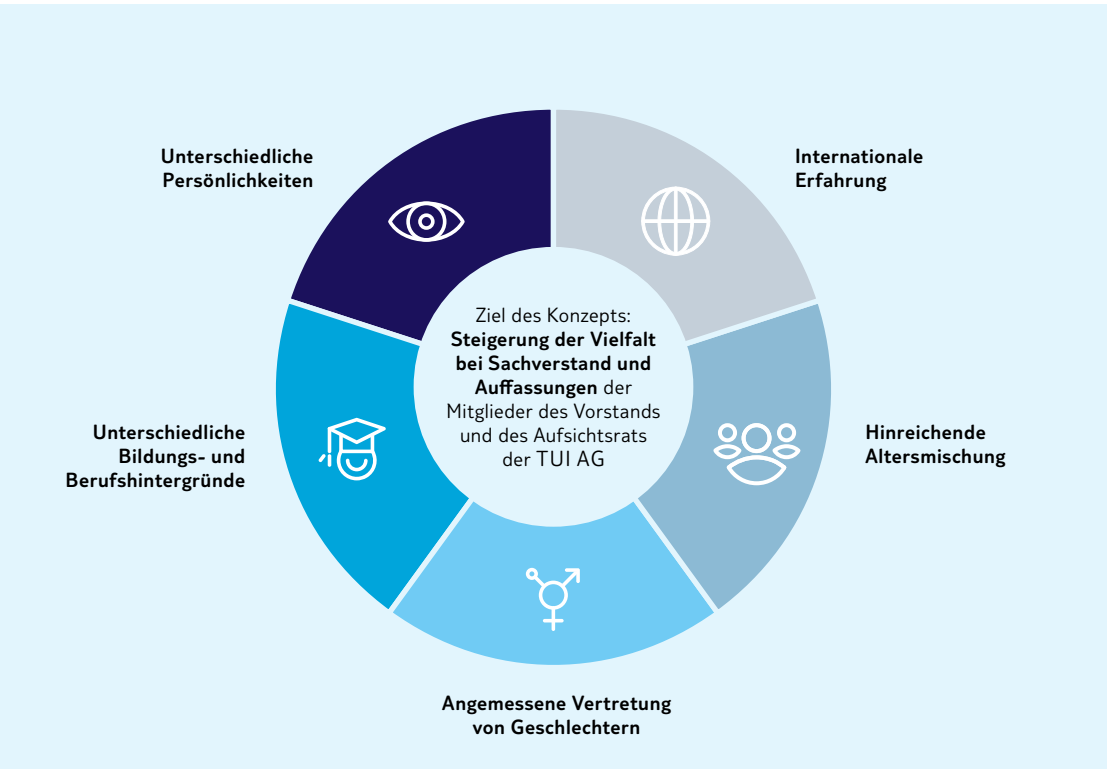 Unterschiedliche
Persönlichkeiten
Internationale
Erfahrung
Ziel des Konzepts:
Steigerung der Vielfalt
bei Sachverstand und
Auffassungen der
Mitglieder des Vorstands
und des Aufsichtsrats
der TUI AG
Unterschiedliche
Bildungs- und
Berufshintergründe
Hinreichende
Altersmischung
Angemessene Vertretung
von Geschlechtern